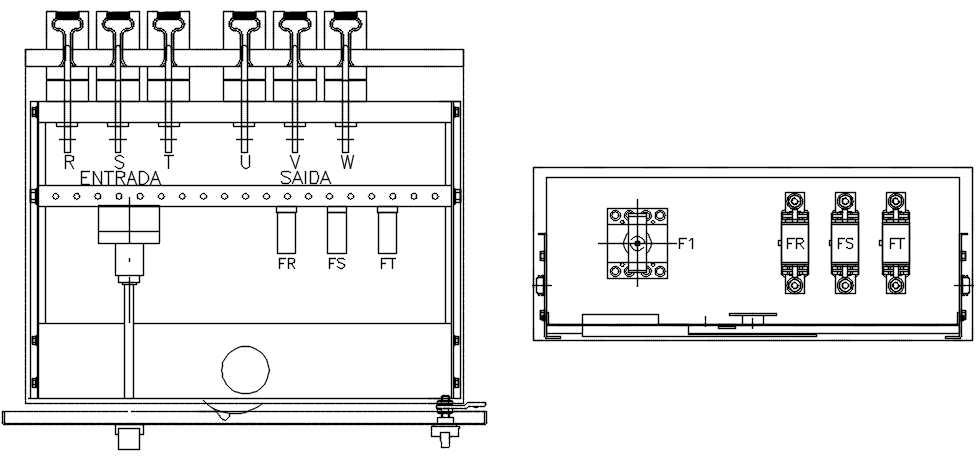 R S T U V W
ENTRADA SAIDA
FR FS FT
F1 FR FS FT